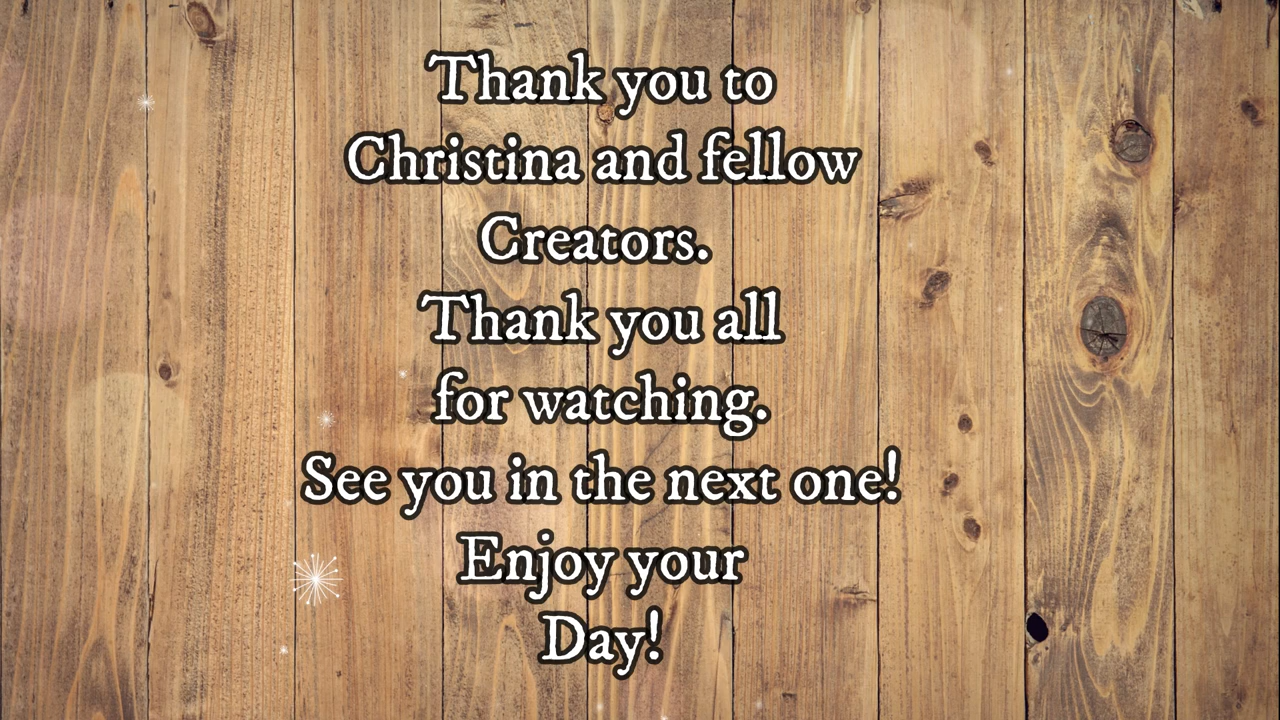 Thank you to
Christina and fellow
Creators.
Thank you all
for watching.
See you in the next one!
Enjoy your
Day!